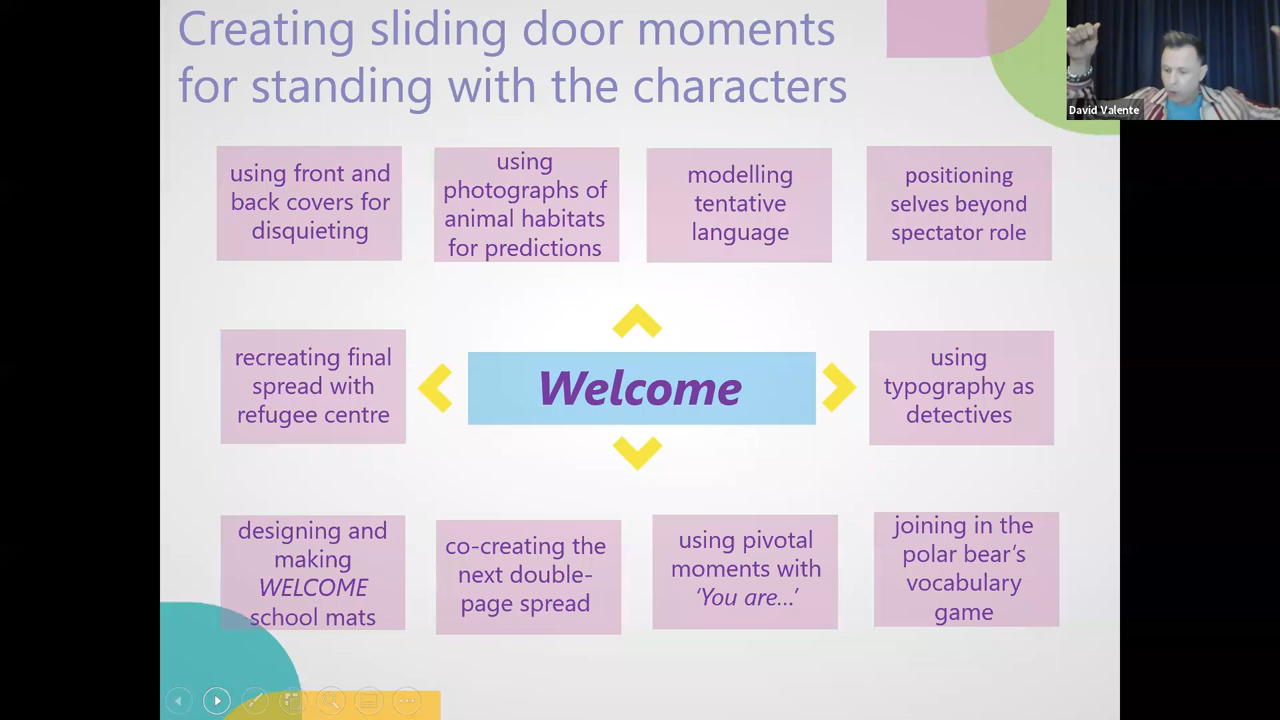 Creating sliding door moments
for standing with the characters
David Valente
using front and
back covers for
disquieting
using
photographs of
animal habitats
for predictions
modelling
tentative
language
positioning
selves beyond
spectator role
recreating final
spread with
refugee centre
Welcome
using
typography as
detectives
designing and
making
WELCOME
school mats
co-creating the
next double-
page spread
using pivotal
moments with
‘You are…’
joining in the
polar bear’s
vocabulary
game